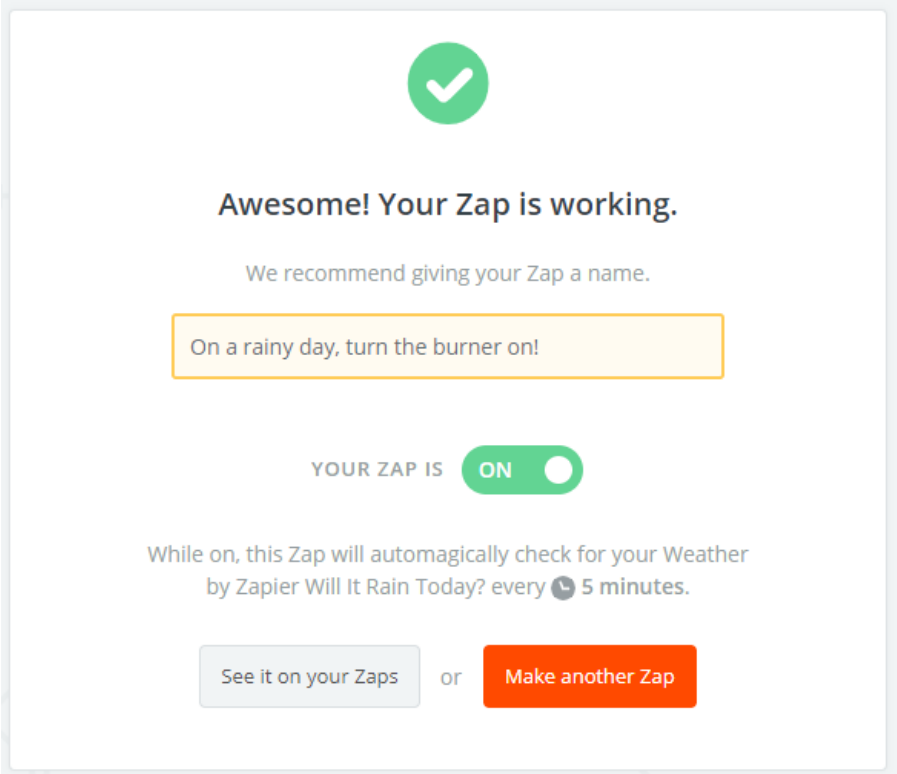 Awesome! Your Zap is working.
We recommend giving your Zap a name.
On a rainy day, turn the burner on!
YOUR ZAP IS ON
While on, this Zap will automagically check for your Weather
by Zapier Will It Rain Today? every 5 minutes.
See it on your Zaps or Make another Zap